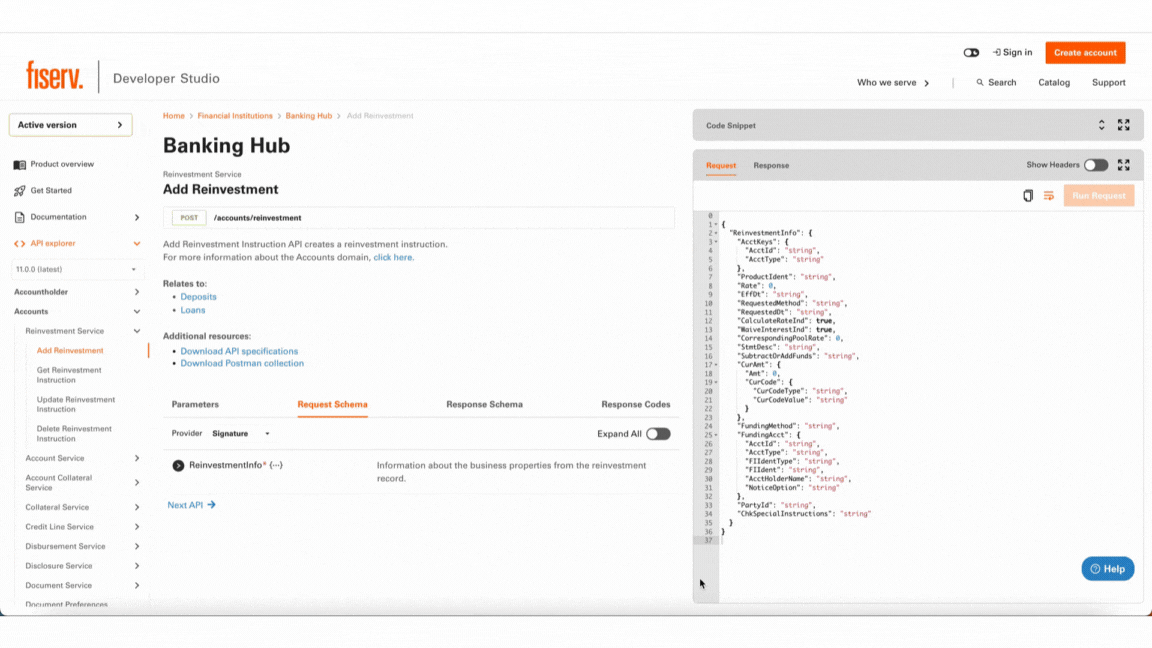 Sign in
Create account
fiserv.
Developer Studio
Who we serve
Search
Catalog
Support
Active version
Product overview
Get Started
Documentation
API explorer
11.0.0 (latest)
Accountholder
Accounts
Reinvestment Service
Add Reinvestment
Get Reinvestment
Instruction
Update Reinvestment
Instruction
Delete Reinvestment
Instruction
Account Service
Account Collateral
Service
Collateral Service
Credit Line Service
Disbursement Service
Disclosure Service
Document Service
Document Preferences
Home > Financial Institutions > Banking Hub > Add Reinvestment
Banking Hub
Reinvestment Service
Add Reinvestment
POST /accounts/reinvestment
Add Reinvestment Instruction API creates a reinvestment instruction.
For more information about the Accounts domain, click here.
Relates to:
• Deposits
• Loans
Additional resources:
• Download API specifications
• Download Postman collection
Parameters Request Schema Response Schema Response Codes
Provider Signature Expand All
ReinvestmentInfo* {···} Information about the business properties from the reinvestment
record.
Next API →
Code Snippet
Request Response Show Headers
Run Request
0
1 {
2 "ReinvestmentInfo": {
3 "AcctKeys": {
4 "AcctId": "string",
5 "AcctType": "string"
6 },
7 "ProductIdent": "string",
8 "Rate": 0,
9 "EffDt": "string",
10 "RequestedMethod": "string",
11 "RequestedDt": "string",
12 "CalculateRateInd": true,
13 "WaiveInterestInd": true,
14 "CorrespondingPoolRate": 0,
15 "StmtDesc": "string",
16 "SubtractOrAddFunds": "string",
17 "CurAmt": {
18 "Amt": 0,
19 "CurCode": {
20 "CurCodeType": "string",
21 "CurCodeValue": "string"
22 }
23 },
24 "FundingMethod": "string",
25 "FundingAcct": {
26 "AcctId": "string",
27 "AcctType": "string",
28 "FIIdentType": "string",
29 "FIIdent": "string",
30 "AcctHolderName": "string",
31 "NoticeOption": "string"
32 },
33 "PartyId": "string",
34 "ChkSpecialInstructions": "string"
35 }
36 }
37
Help